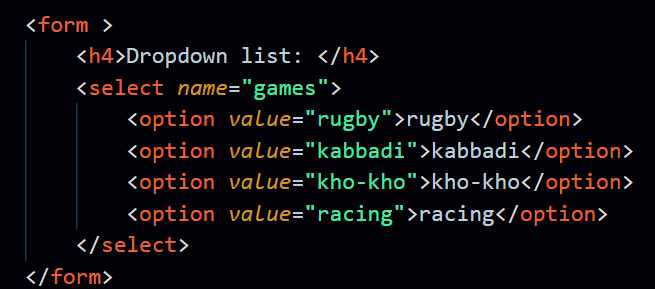 <form >
<h4>Dropdown list: </h4>
<select name="games">
<option value="rugby">rugby</option>
<option value="kabbadi">kabbadi</option>
<option value="kho-kho">kho-kho</option>
<option value="racing">racing</option>
</select>
</form>